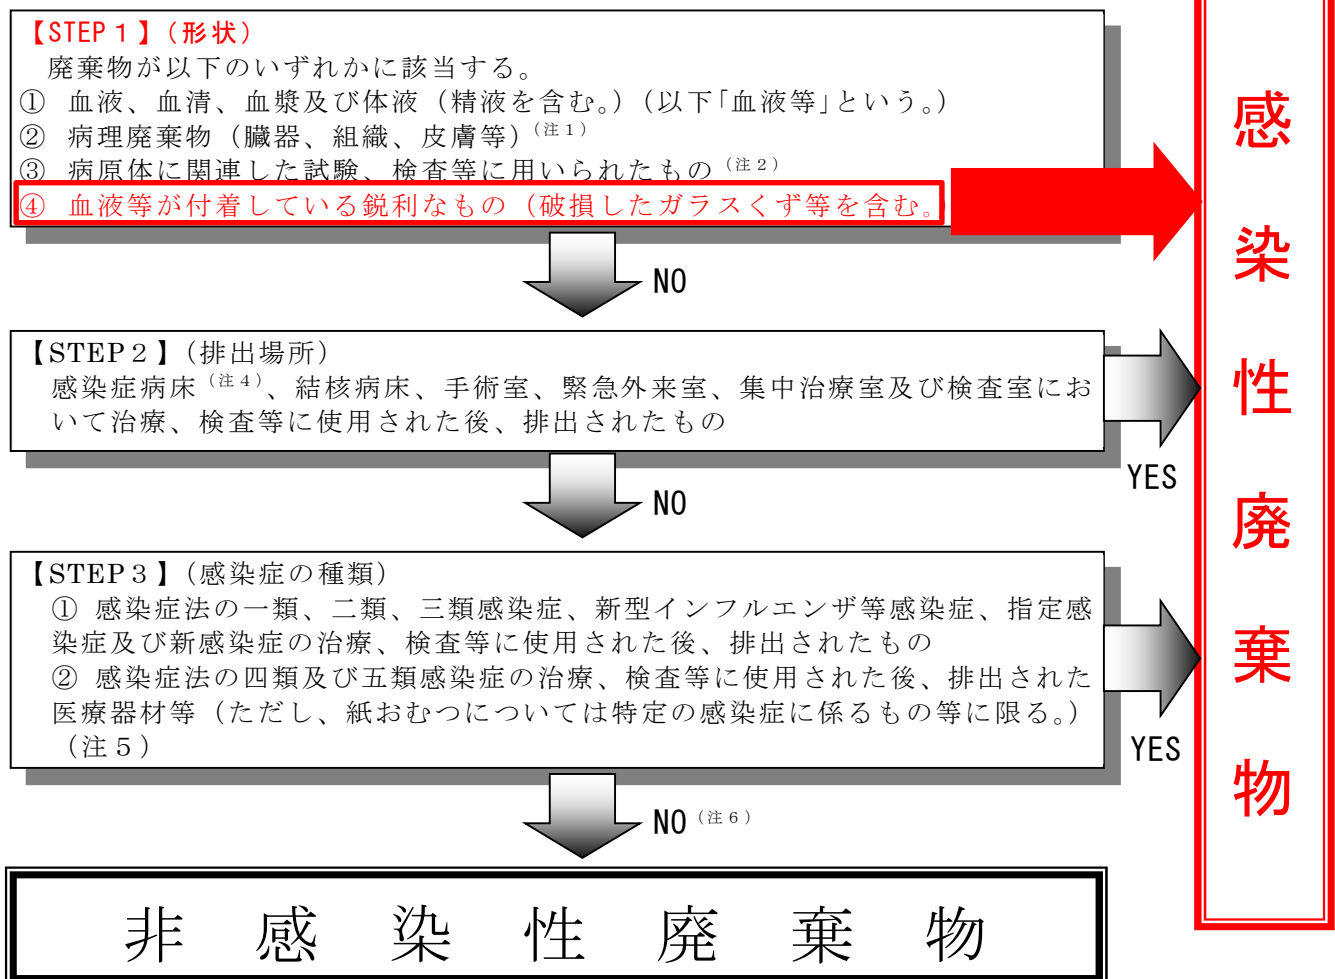 【STEP１】(形状)
廃棄物が以下のいずれかに該当する。
① 血液、血清、血漿及び体液（精液を含む。）（以下「血液等」という。）
② 病理廃棄物（臓器、組織、皮膚等）（注１）
③ 病原体に関連した試験、検査等に用いられたもの（注２）
④ 血液等が付着している鋭利なもの（破損したガラスくず等を含む。
NO
【STEP２】(排出場所)
感染症病床（注４）、結核病床、手術室、緊急外来室、集中治療室及び検査室にお
いて治療、検査等に使用された後、排出されたもの
YES
NO
【STEP３】(感染症の種類)
① 感染症法の一類、二類、三類感染症、新型インフルエンザ等感染症、指定感
染症及び新感染症の治療、検査等に使用された後、排出されたもの
② 感染症法の四類及び五類感染症の治療、検査等に使用された後、排出された
医療器材等（ただし、紙おむつについては特定の感染症に係るもの等に限る。）
（注５）
YES
NO（注６）
非感染性廃棄物
感染性廃棄物